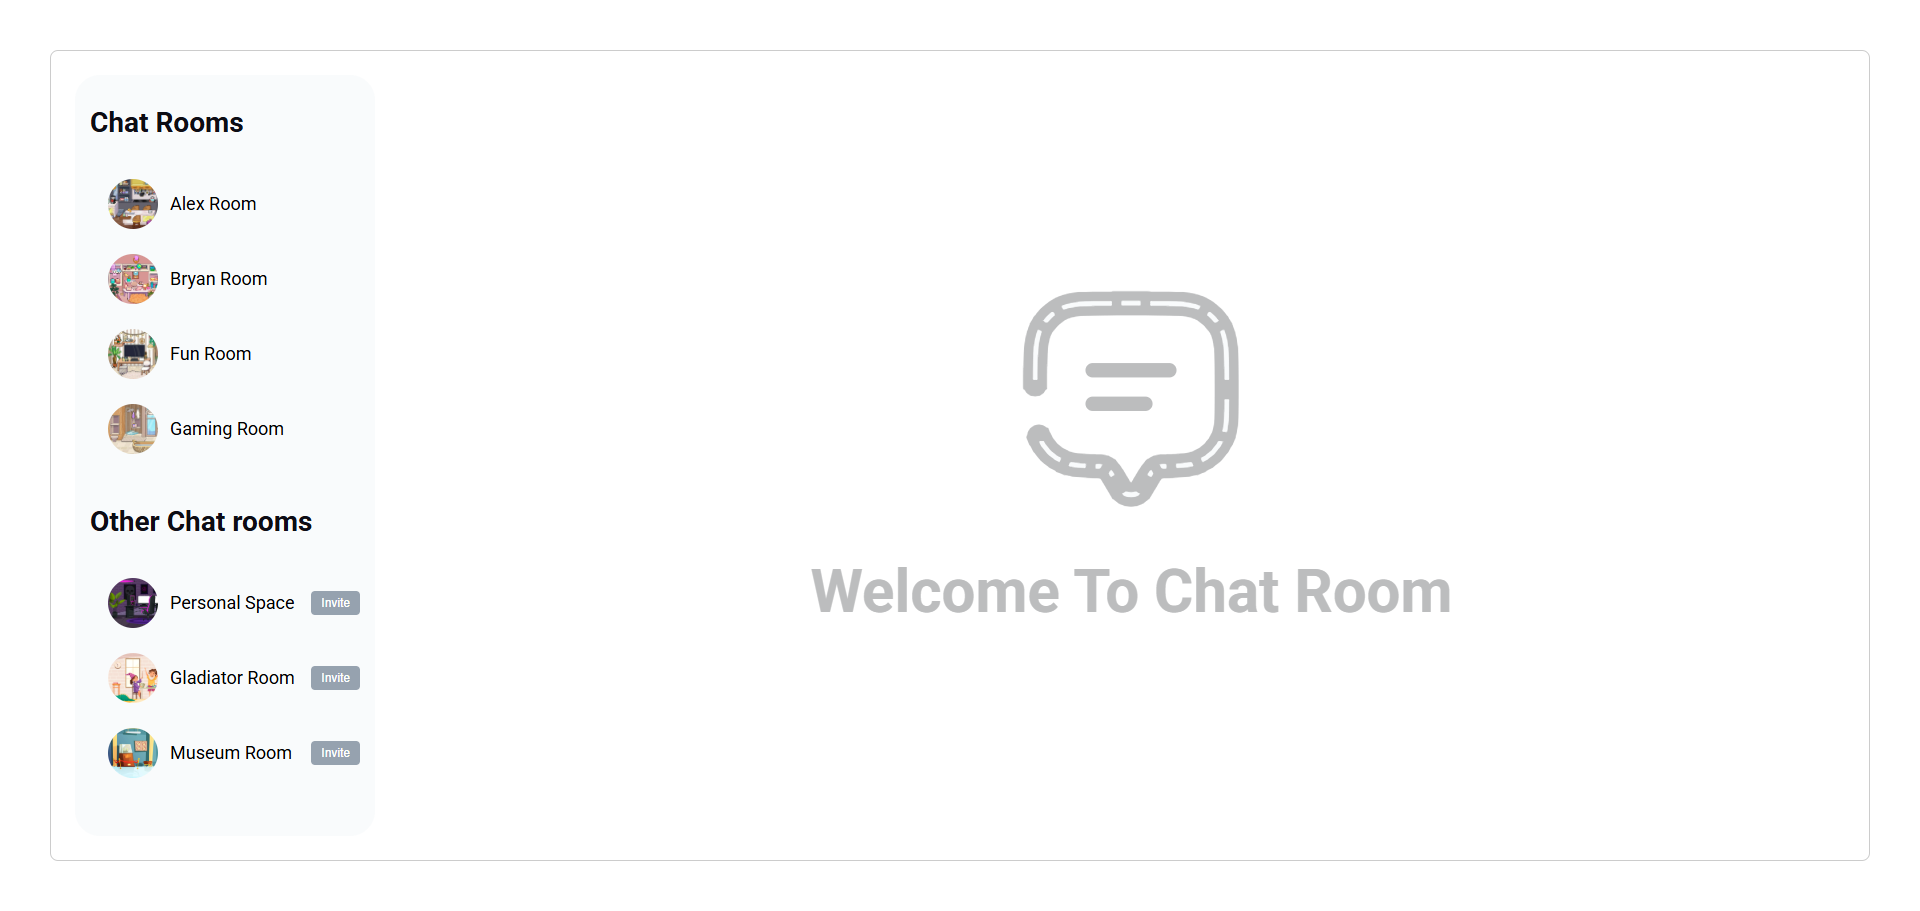 Chat Rooms
Alex Room
Bryan Room
Fun Room
Gaming Room
Other Chat rooms
Personal Space Invite
Gladiator Room Invite
Museum Room Invite
Welcome To Chat Room